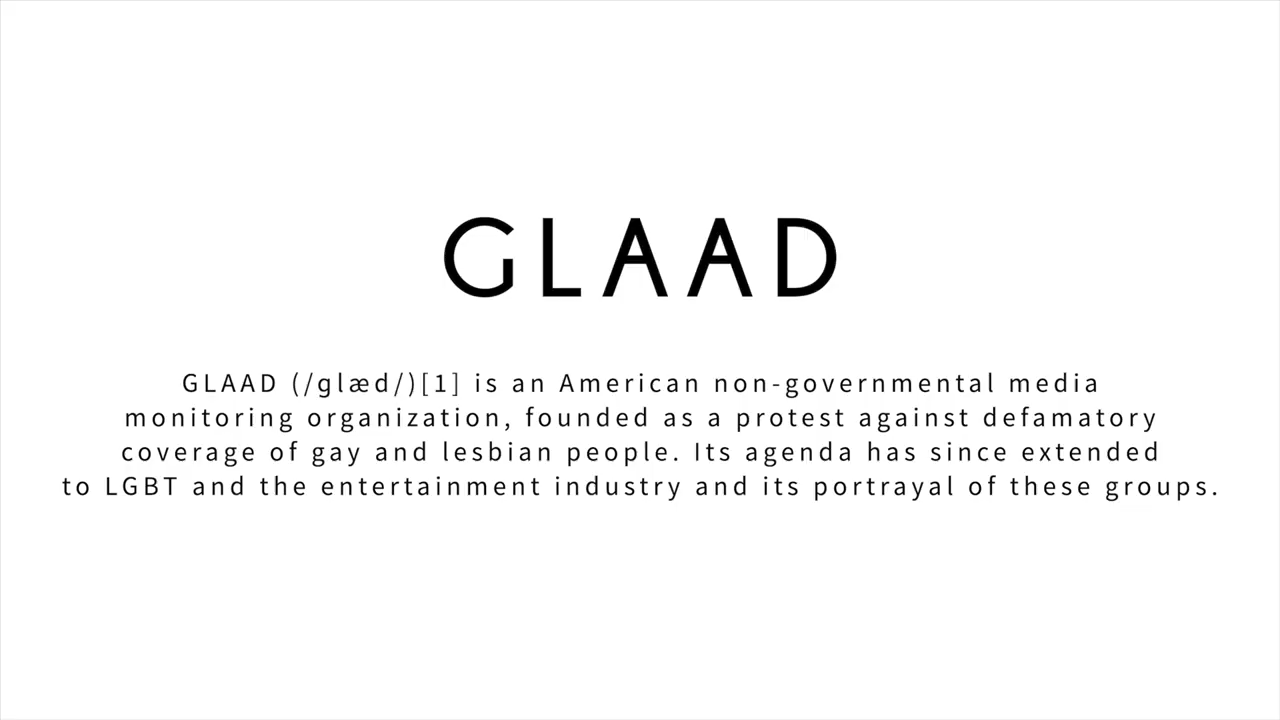 GLAAD
GLAAD (/ɡlæd/)[1] is an American non-governmental media
monitoring organization, founded as a protest against defamatory
coverage of gay and lesbian people. Its agenda has since extended
to LGBT and the entertainment industry and its portrayal of these groups.